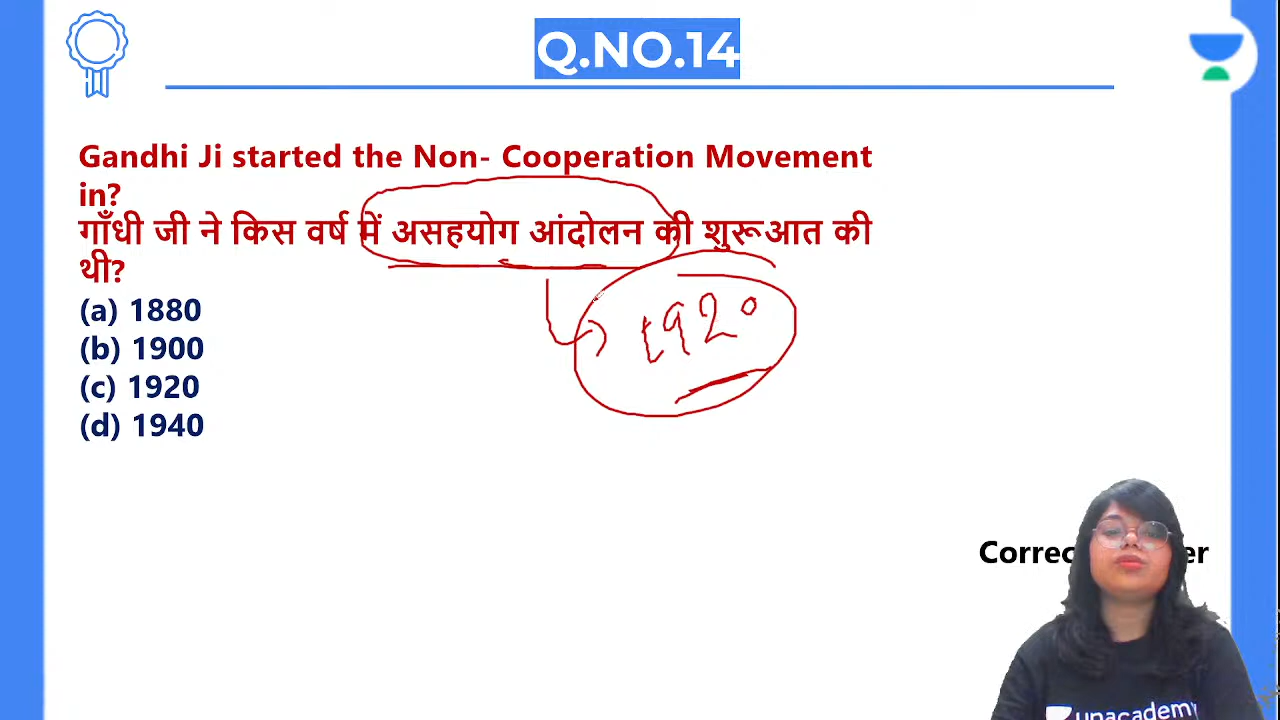 Q.NO.14
Gandhi Ji started the Non- Cooperation Movement
in?
गाँधी जी ने किस वर्ष में असहयोग आंदोलन की शुरूआत की
थी?
1920
(a) 1880
(b) 1900
(c) 1920
(d) 1940
unacademy